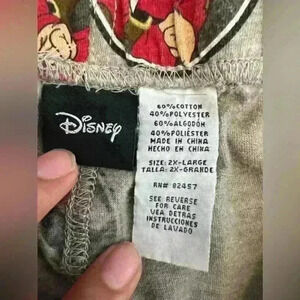 Disney
60%COTTON
40%POLYESTER
60%ALGODÓN
40%POLIÉSTER
MADE IN CHINA
HECHO EN CHINA
SIZE: 2X-LARGE
TALLA: 2X-GRANDE
RN# 82457
SEE REVERSE
FOR CARE
VEA DETRAS
INSTRUCCIONES
DE LAVADO